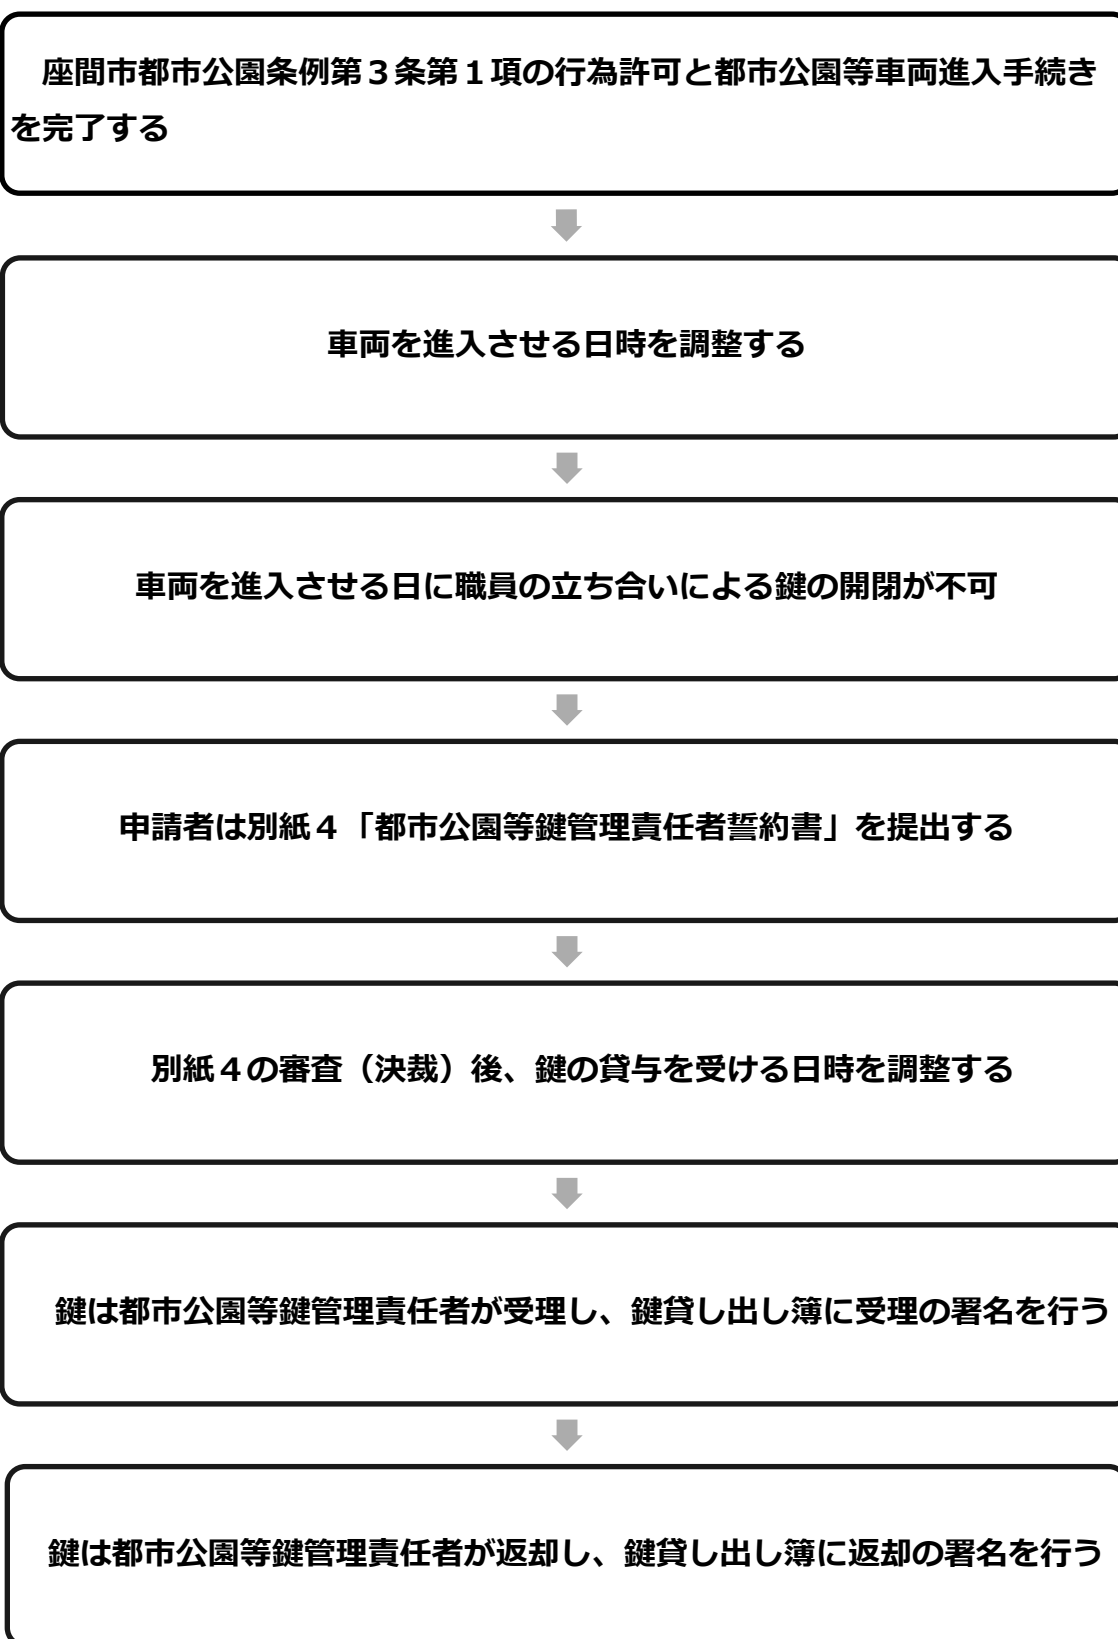 座間市都市公園条例第３条第１項の行為許可と都市公園等車両進入手続き
を完了する
車両を進入させる日時を調整する
車両を進入させる日に職員の立ち合いによる鍵の開閉が不可
申請者は別紙４「都市公園等鍵管理責任者誓約書」を提出する
別紙４の審査（決裁）後、鍵の貸与を受ける日時を調整する
鍵は都市公園等鍵管理責任者が受理し、鍵貸し出し簿に受理の署名を行う
鍵は都市公園等鍵管理責任者が返却し、鍵貸し出し簿に返却の署名を行う